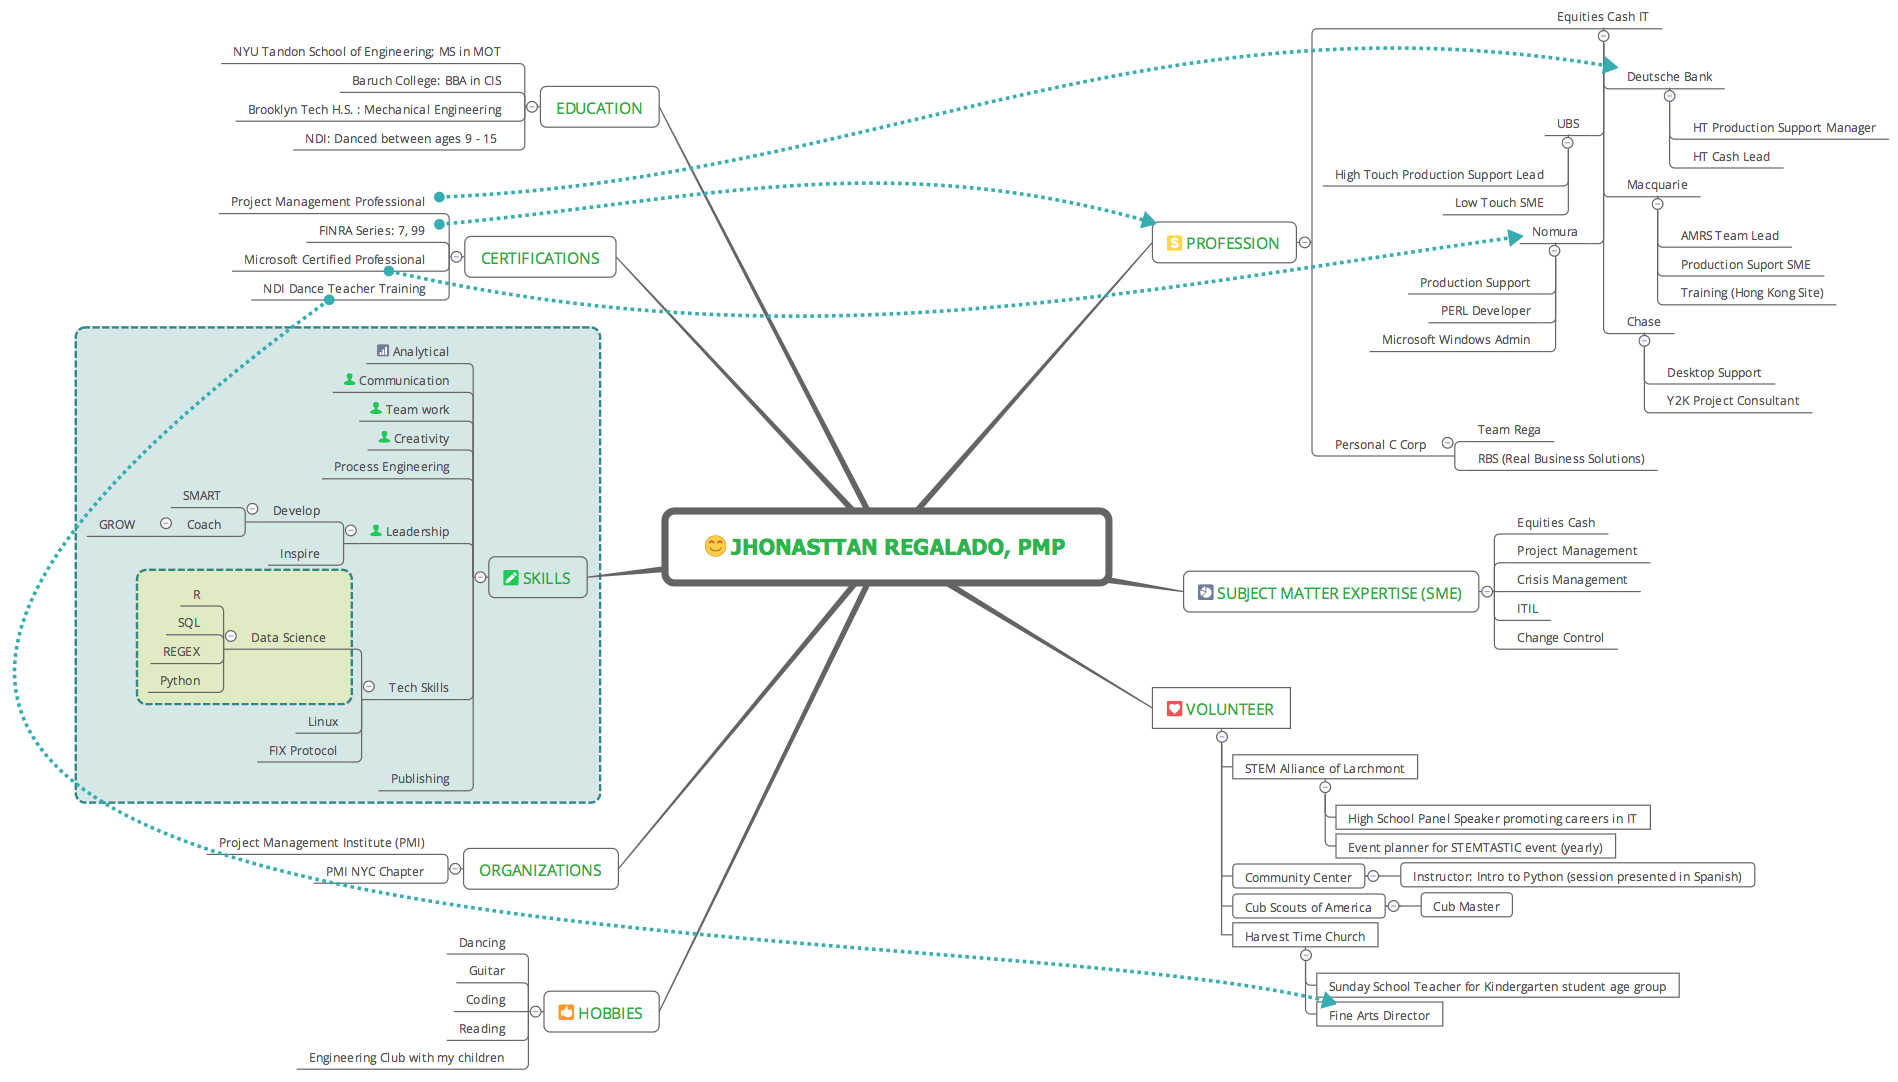 JHONASTTAN REGALADO, PMP
EDUCATION
NYU Tandon School of Engineering; MS in MOT
Baruch College: BBA in CIS
Brooklyn Tech H.S. : Mechanical Engineering
NDI: Danced between ages 9 - 15
CERTIFICATIONS
Project Management Professional
FINRA Series: 7, 99
Microsoft Certified Professional
NDI Dance Teacher Training
SKILLS
Analytical
Communication
Team work
Creativity
Process Engineering
Leadership
Develop
SMART
Coach
GROW
Inspire
Tech Skills
Data Science
R
SQL
REGEX
Python
Linux
FIX Protocol
Publishing
ORGANIZATIONS
Project Management Institute (PMI)
PMI NYC Chapter
HOBBIES
Dancing
Guitar
Coding
Reading
Engineering Club with my children
PROFESSION
Equities Cash IT
Deutsche Bank
HT Production Support Manager
HT Cash Lead
UBS
High Touch Production Support Lead
Low Touch SME
Macquarie
AMRS Team Lead
Production Suport SME
Training (Hong Kong Site)
Nomura
Production Support
PERL Developer
Microsoft Windows Admin
Chase
Desktop Support
Y2K Project Consultant
Personal C Corp
Team Rega
RBS (Real Business Solutions)
SUBJECT MATTER EXPERTISE (SME)
Equities Cash
Project Management
Crisis Management
ITIL
Change Control
VOLUNTEER
STEM Alliance of Larchmont
High School Panel Speaker promoting careers in IT
Event planner for STEMTASTIC event (yearly)
Community Center
Instructor: Intro to Python (session presented in Spanish)
Cub Scouts of America
Cub Master
Harvest Time Church
Sunday School Teacher for Kindergarten student age group
Fine Arts Director